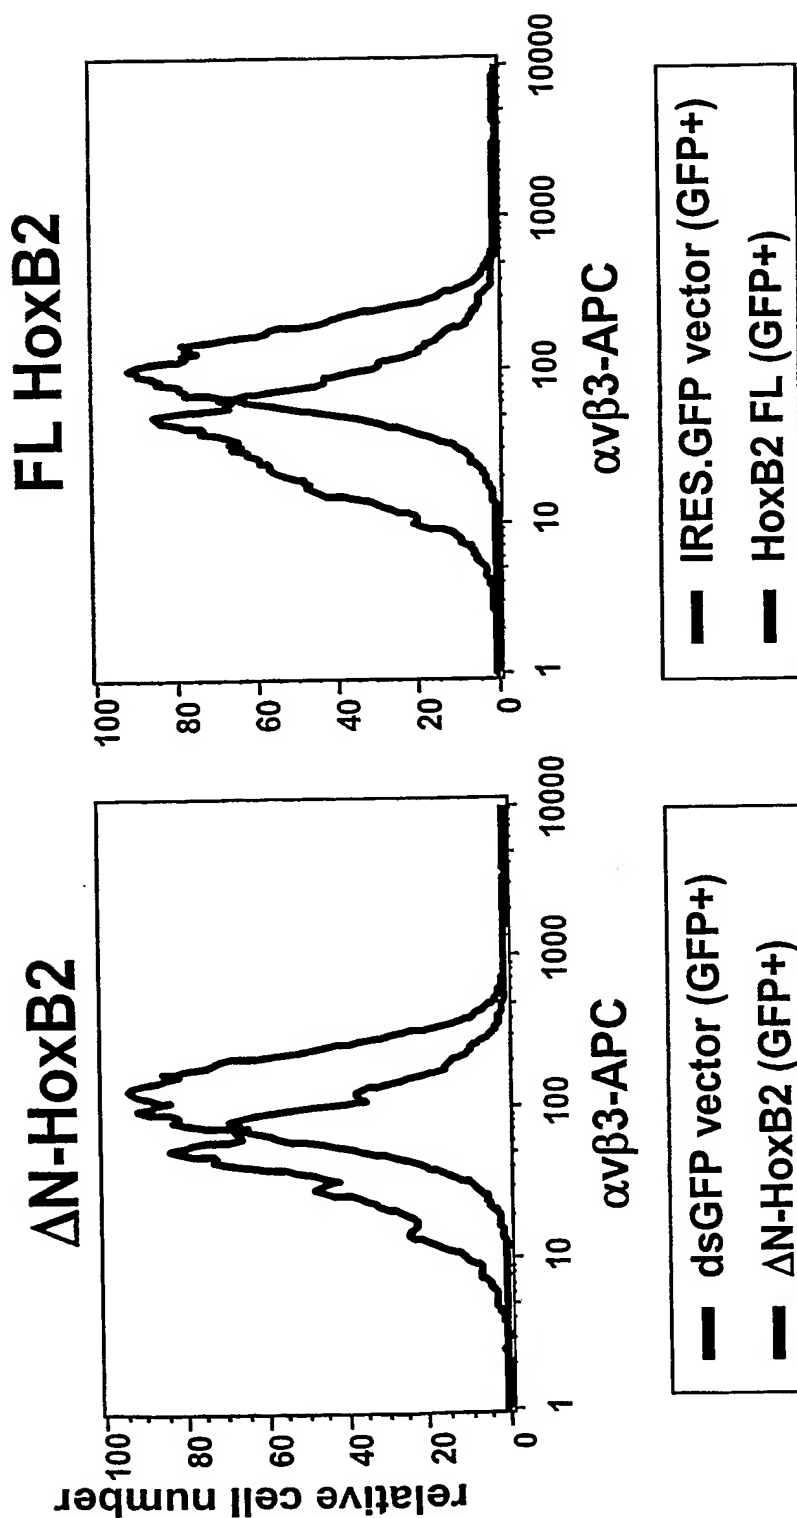 ΔN-HoxB2
relative cell number
100
80
60
40
20
0
1
10
100
1000
10000
αvβ3-APC
dsGFP vector (GFP+)
ΔN-HoxB2 (GFP+)
FL HoxB2
100
80
60
40
20
0
1
10
100
1000
10000
αvβ3-APC
IRES.GFP vector (GFP+)
HoxB2 FL (GFP+)